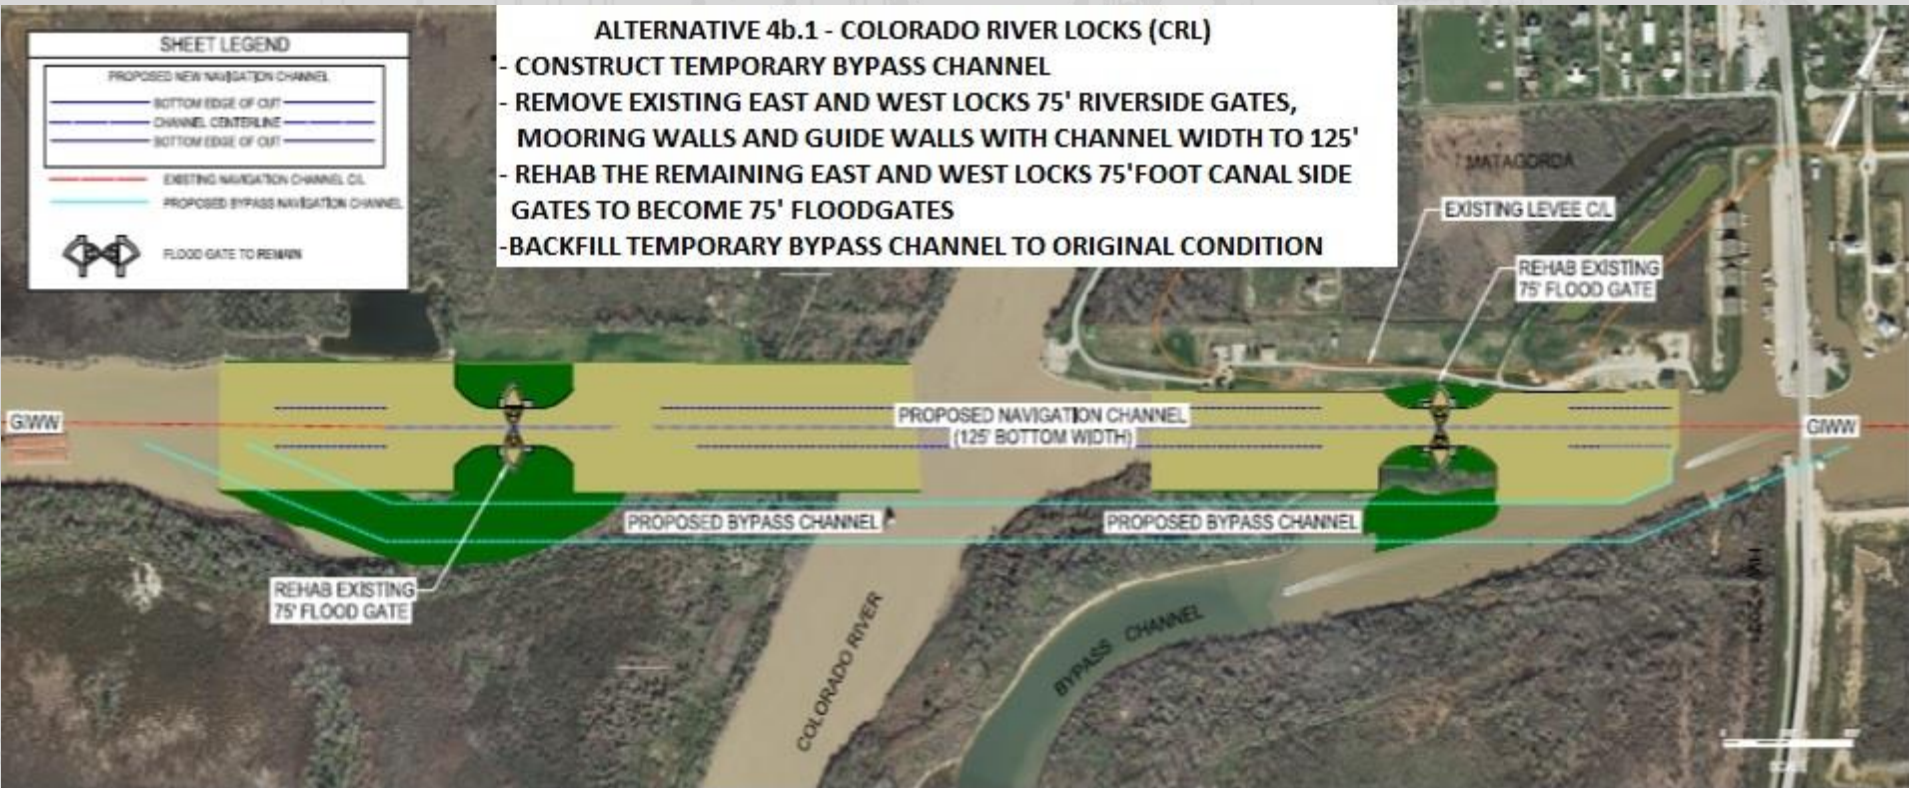 SHEET LEGEND
PROPOSED NEW NAVIGATION CHANNEL
BOTTOM EDGE OF CUT
CHANNEL CENTERLINE
BOTTOM EDGE OF CUT
EXISTING NAVIGATION CHANNEL C/L
PROPOSED BYPASS NAVIGATION CHANNEL
FLOOD GATE TO REMAIN
ALTERNATIVE 4b.1 - COLORADO RIVER LOCKS (CRL)
- CONSTRUCT TEMPORARY BYPASS CHANNEL
- REMOVE EXISTING EAST AND WEST LOCKS 75' RIVERSIDE GATES,
MOORING WALLS AND GUIDE WALLS WITH CHANNEL WIDTH TO 125'
- REHAB THE REMAINING EAST AND WEST LOCKS 75'FOOT CANAL SIDE
GATES TO BECOME 75' FLOODGATES
-BACKFILL TEMPORARY BYPASS CHANNEL TO ORIGINAL CONDITION
MATAGORDA
EXISTING LEVEE C/L
REHAB EXISTING
75' FLOOD GATE
GIWW
PROPOSED NAVIGATION CHANNEL
(125' BOTTOM WIDTH)
GIWW
PROPOSED BYPASS CHANNEL
PROPOSED BYPASS CHANNEL
REHAB EXISTING
75' FLOOD GATE
COLORADO RIVER
BYPASS CHANNEL